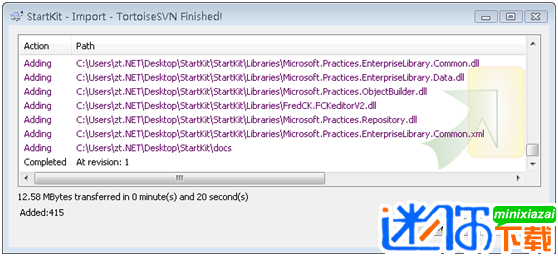 StartKit - Import - TortoiseSVN Finished!
Action Path
Adding C:\Users\zt.NET\Desktop\StartKit\StartKit\Libraries\Microsoft.Practices.EnterpriseLibrary.Common.dll
Adding C:\Users\zt.NET\Desktop\StartKit\StartKit\Libraries\Microsoft.Practices.EnterpriseLibrary.Data.dll
Adding C:\Users\zt.NET\Desktop\StartKit\StartKit\Libraries\Microsoft.Practices.ObjectBuilder.dll
Adding C:\Users\zt.NET\Desktop\StartKit\StartKit\Libraries\FredCK.FCKeditorV2.dll
Adding C:\Users\zt.NET\Desktop\StartKit\StartKit\Libraries\Microsoft.Practices.Repository.dll
Adding C:\Users\zt.NET\Desktop\StartKit\StartKit\Libraries\Microsoft.Practices.EnterpriseLibrary.Common.xml
Adding C:\Users\zt.NET\Desktop\StartKit\docs
Completed At revision: 1
12.58 MBytes transferred in 0 minute(s) and 20 second(s)
Added:415
迷你下载
minixiazai